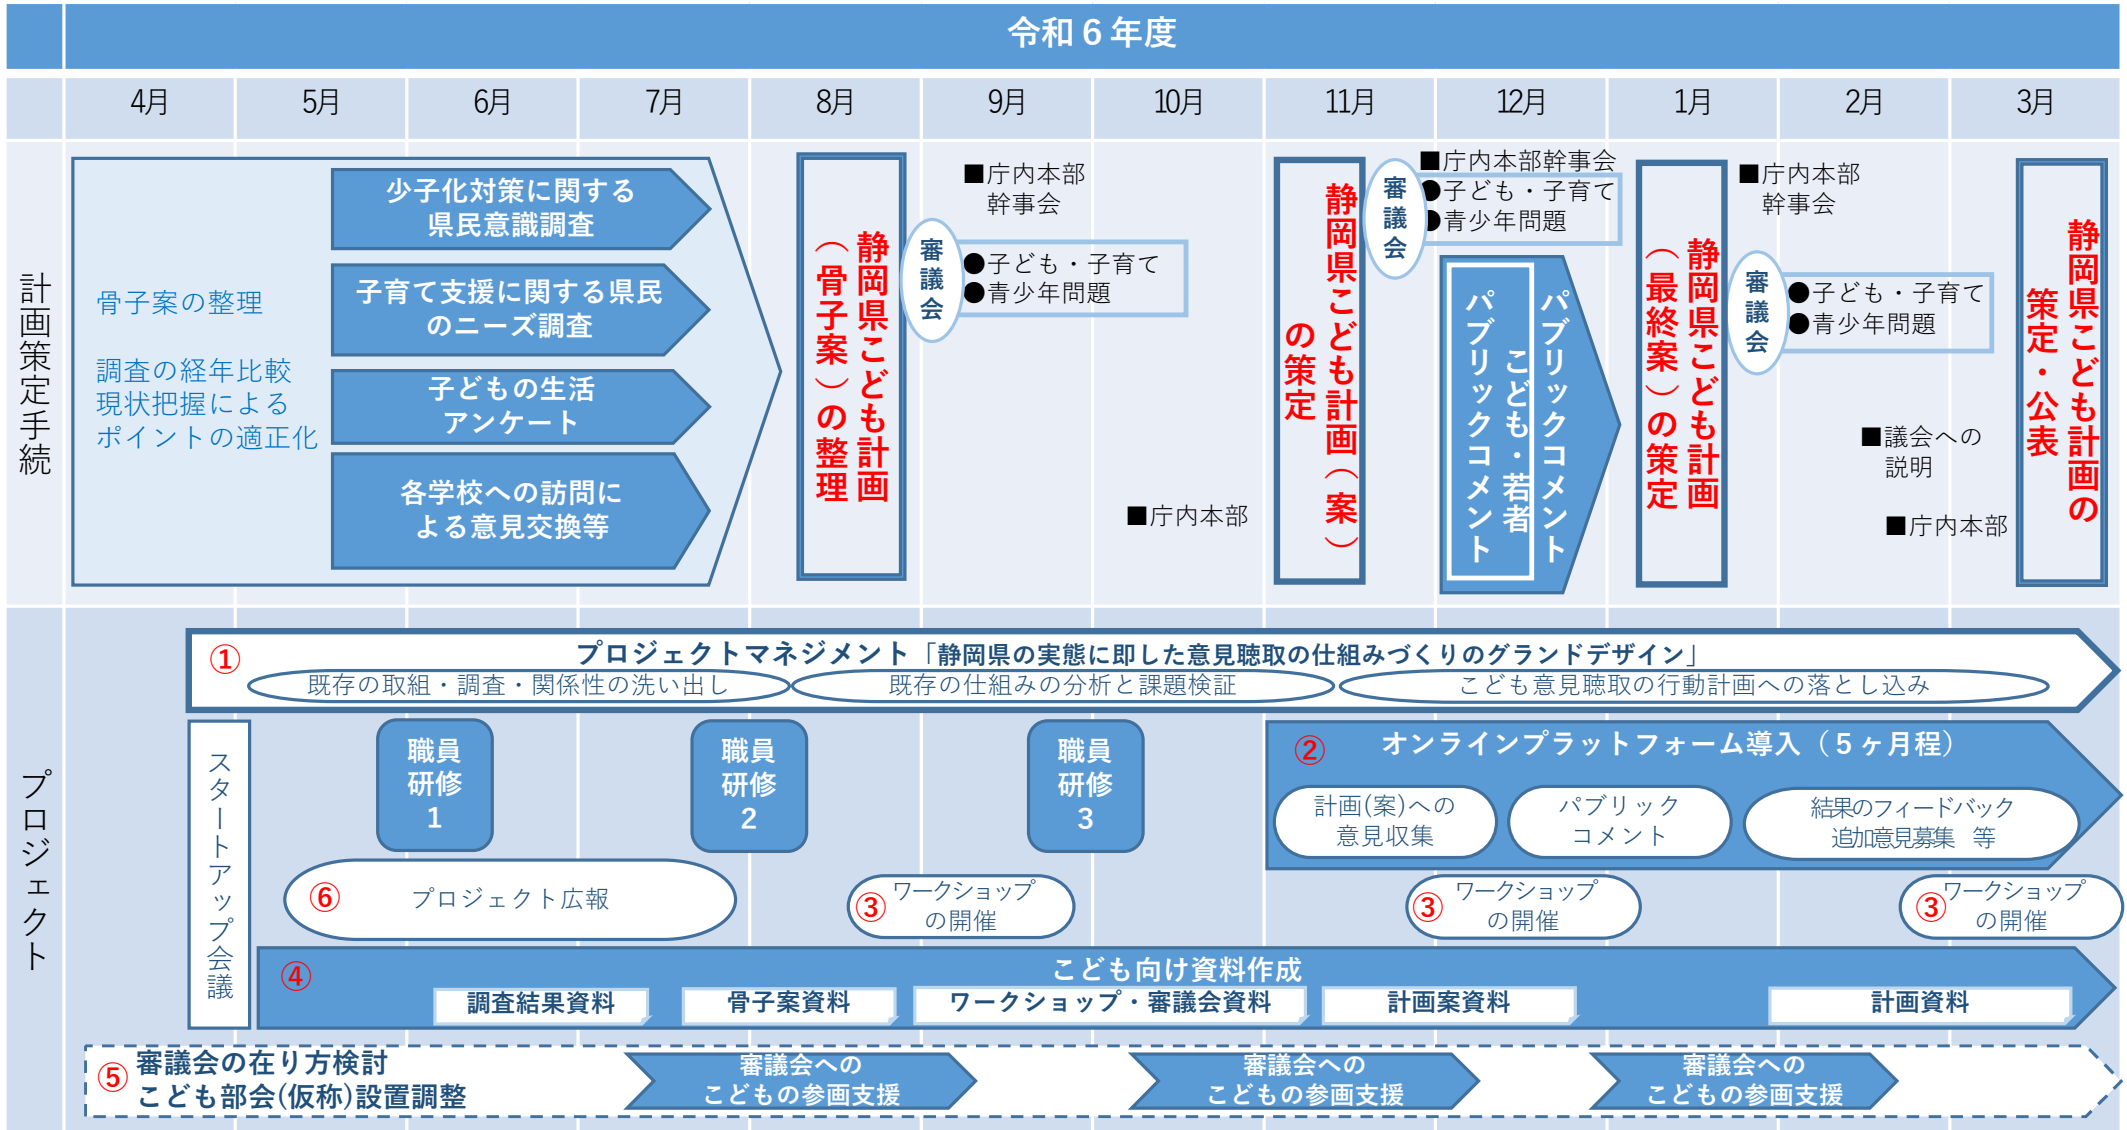 令和６年度
4月
5月
6月
7月
8月
9月
10月
11月
12月
1月
2月
3月
計画策定手続
骨子案の整理
調査の経年比較
現状把握による
ポイントの適正化
少子化対策に関する
県民意識調査
子育て支援に関する県民
のニーズ調査
子どもの生活
アンケート
各学校への訪問に
よる意見交換等
静岡県こども計画
（骨子案）の整理
審議会
■庁内本部
幹事会
●子ども・子育て
●青少年問題
■庁内本部
静岡県こども計画（案）
の策定
審議会
■庁内本部幹事会
●子ども・子育て
●青少年問題
パブリックコメント
こども・若者
パブリックコメント
静岡県こども計画
（最終案）の策定
■庁内本部
幹事会
審議会
●子ども・子育て
●青少年問題
■議会への
説明
■庁内本部
静岡県こども計画の
策定・公表
プロジェクト
①
プロジェクトマネジメント「静岡県の実態に即した意見聴取の仕組みづくりのグランドデザイン」
既存の取組・調査・関係性の洗い出し
既存の仕組みの分析と課題検証
こども意見聴取の行動計画への落とし込み
スタートアップ会議
職員
研修
1
職員
研修
2
職員
研修
3
②
オンラインプラットフォーム導入（５ヶ月程）
計画(案)への
意見収集
パブリック
コメント
結果のフィードバック
追加意見募集　等
⑥
プロジェクト広報
③
ワークショップ
の開催
③
ワークショップ
の開催
③
ワークショップ
の開催
④
こども向け資料作成
調査結果資料
骨子案資料
ワークショップ・審議会資料
計画案資料
計画資料
⑤
審議会の在り方検討
こども部会(仮称)設置調整
審議会への
こどもの参画支援
審議会への
こどもの参画支援
審議会への
こどもの参画支援